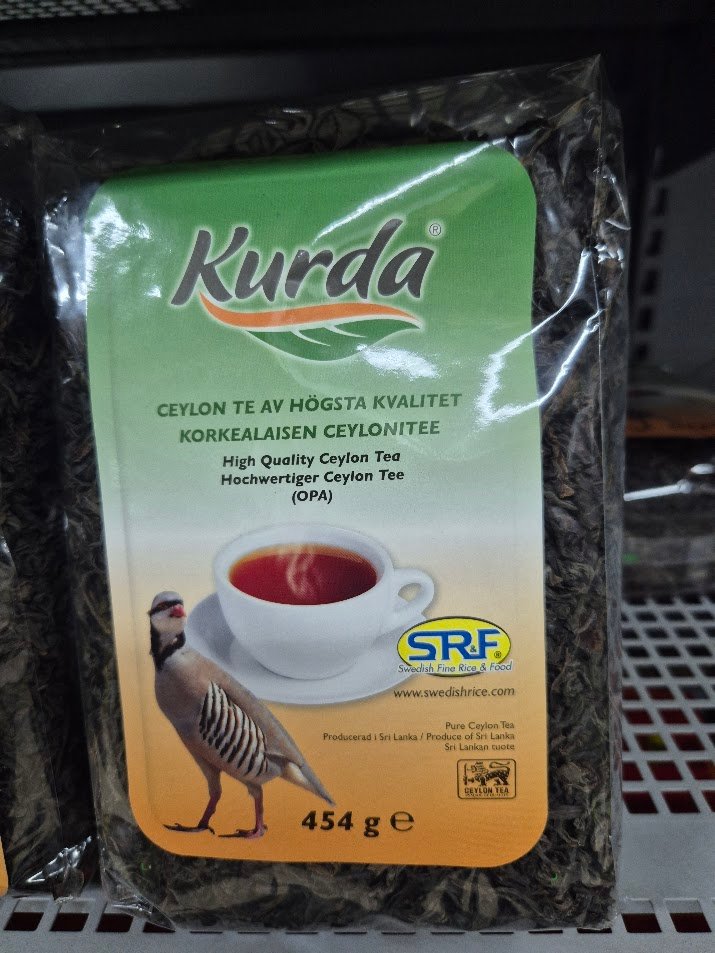 Kurda®
CEYLON TE AV HÖGSTA KVALITET
KORKEALAISEN CEYLONITEE
High Quality Ceylon Tea
Hochwertiger Ceylon Tee
(OPA)
SR&F®
Swedish Fine Rice & Food
www.swedishrice.com
Pure Ceylon Tea
Producerad i Sri Lanka / Produce of Sri Lanka
Sri Lankan tuote
CEYLON TEA
454 g ℮